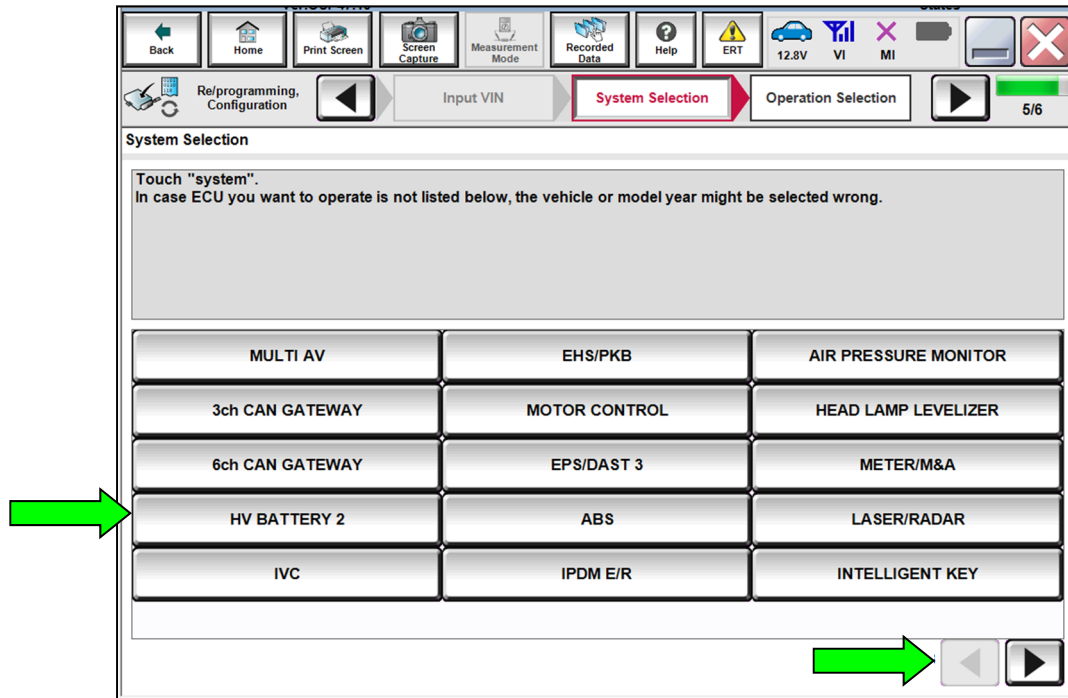 Back
Home
Print Screen
Screen
Capture
Measurement
Mode
Recorded
Data
Help
ERT
12.8V
VI
MI
Re/programming,
Configuration
Input VIN
System Selection
Operation Selection
5/6
System Selection
Touch "system".
In case ECU you want to operate is not listed below, the vehicle or model year might be selected wrong.
MULTI AV
EHS/PKB
AIR PRESSURE MONITOR
3ch CAN GATEWAY
MOTOR CONTROL
HEAD LAMP LEVELIZER
6ch CAN GATEWAY
EPS/DAST 3
METER/M&A
HV BATTERY 2
ABS
LASER/RADAR
IVC
IPDM E/R
INTELLIGENT KEY